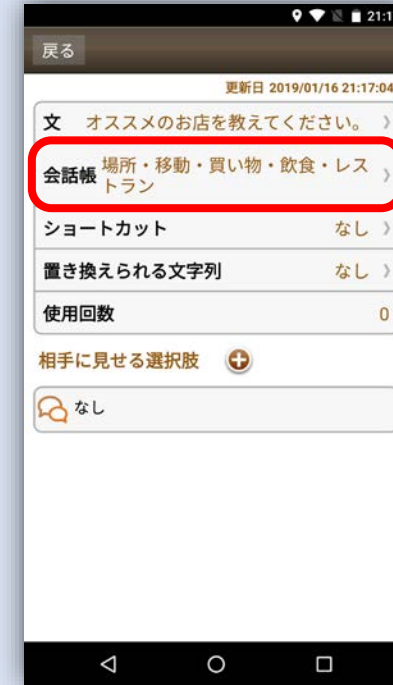 21:1
戻る
更新日 2019/01/16 21:17:04
文 オススメのお店を教えてください。 》
会話帳 場所・移動・買い物・飲食・レス
トラン 》
ショートカット なし 》
置き換えられる文字列 なし 》
使用回数 0
相手に見せる選択肢
なし